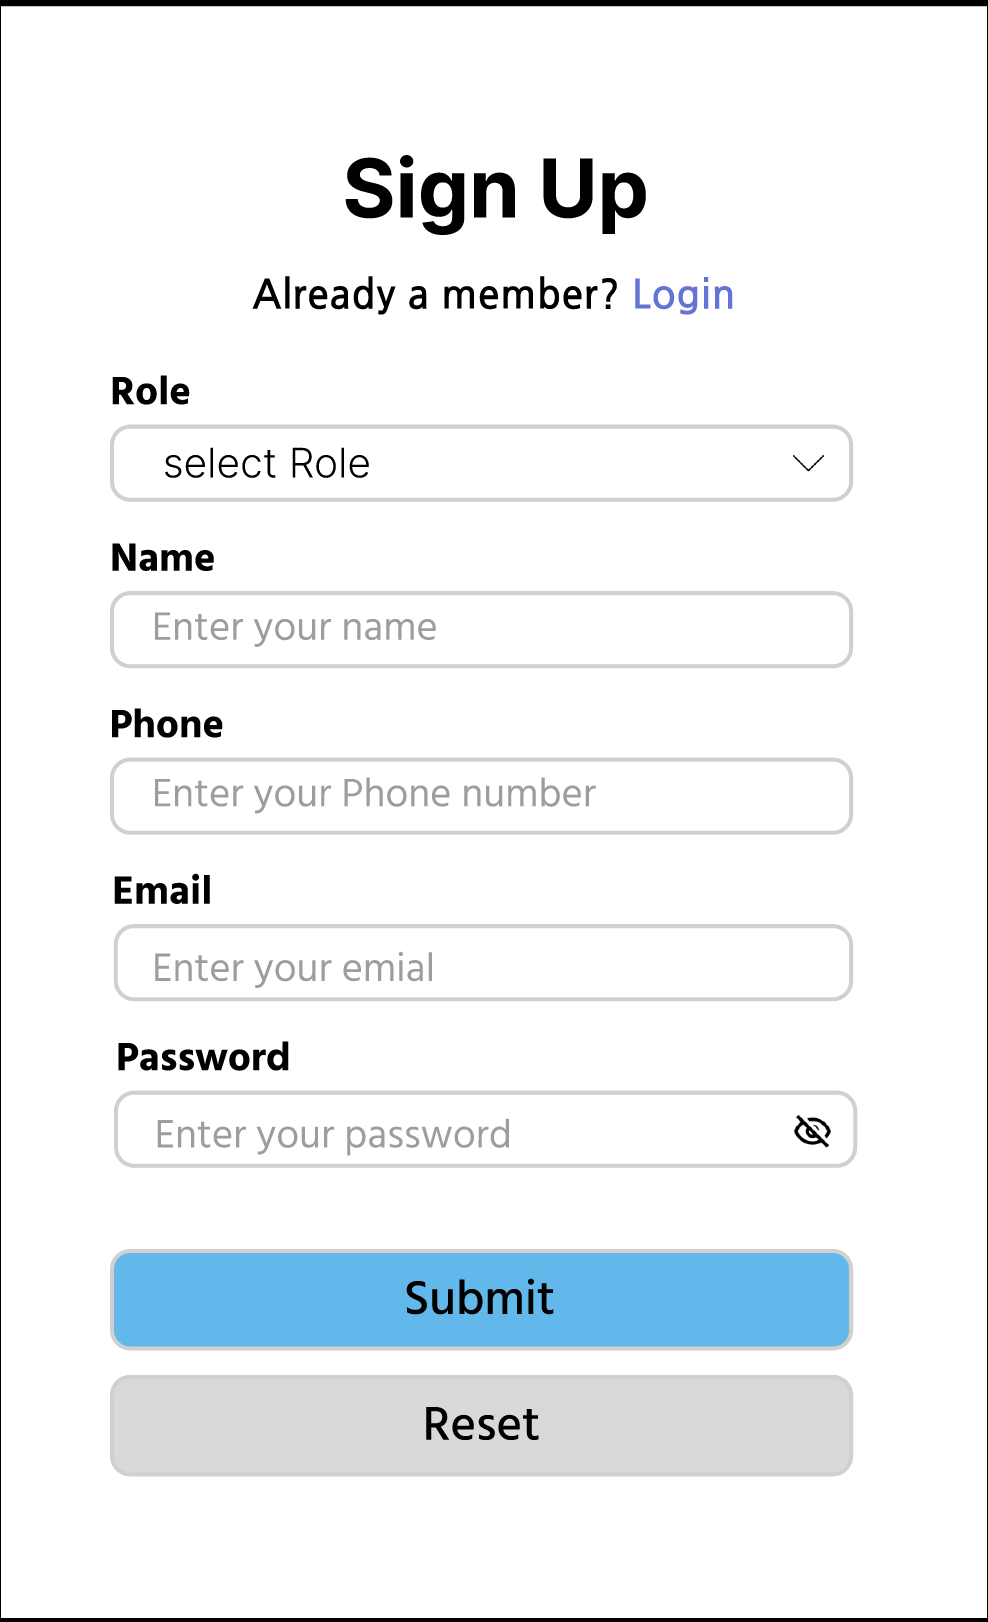 Sign Up
Already a member? Login
Role
select Role
Name
Enter your name
Phone
Enter your Phone number
Email
Enter your emial
Password
Enter your password
Submit
Reset